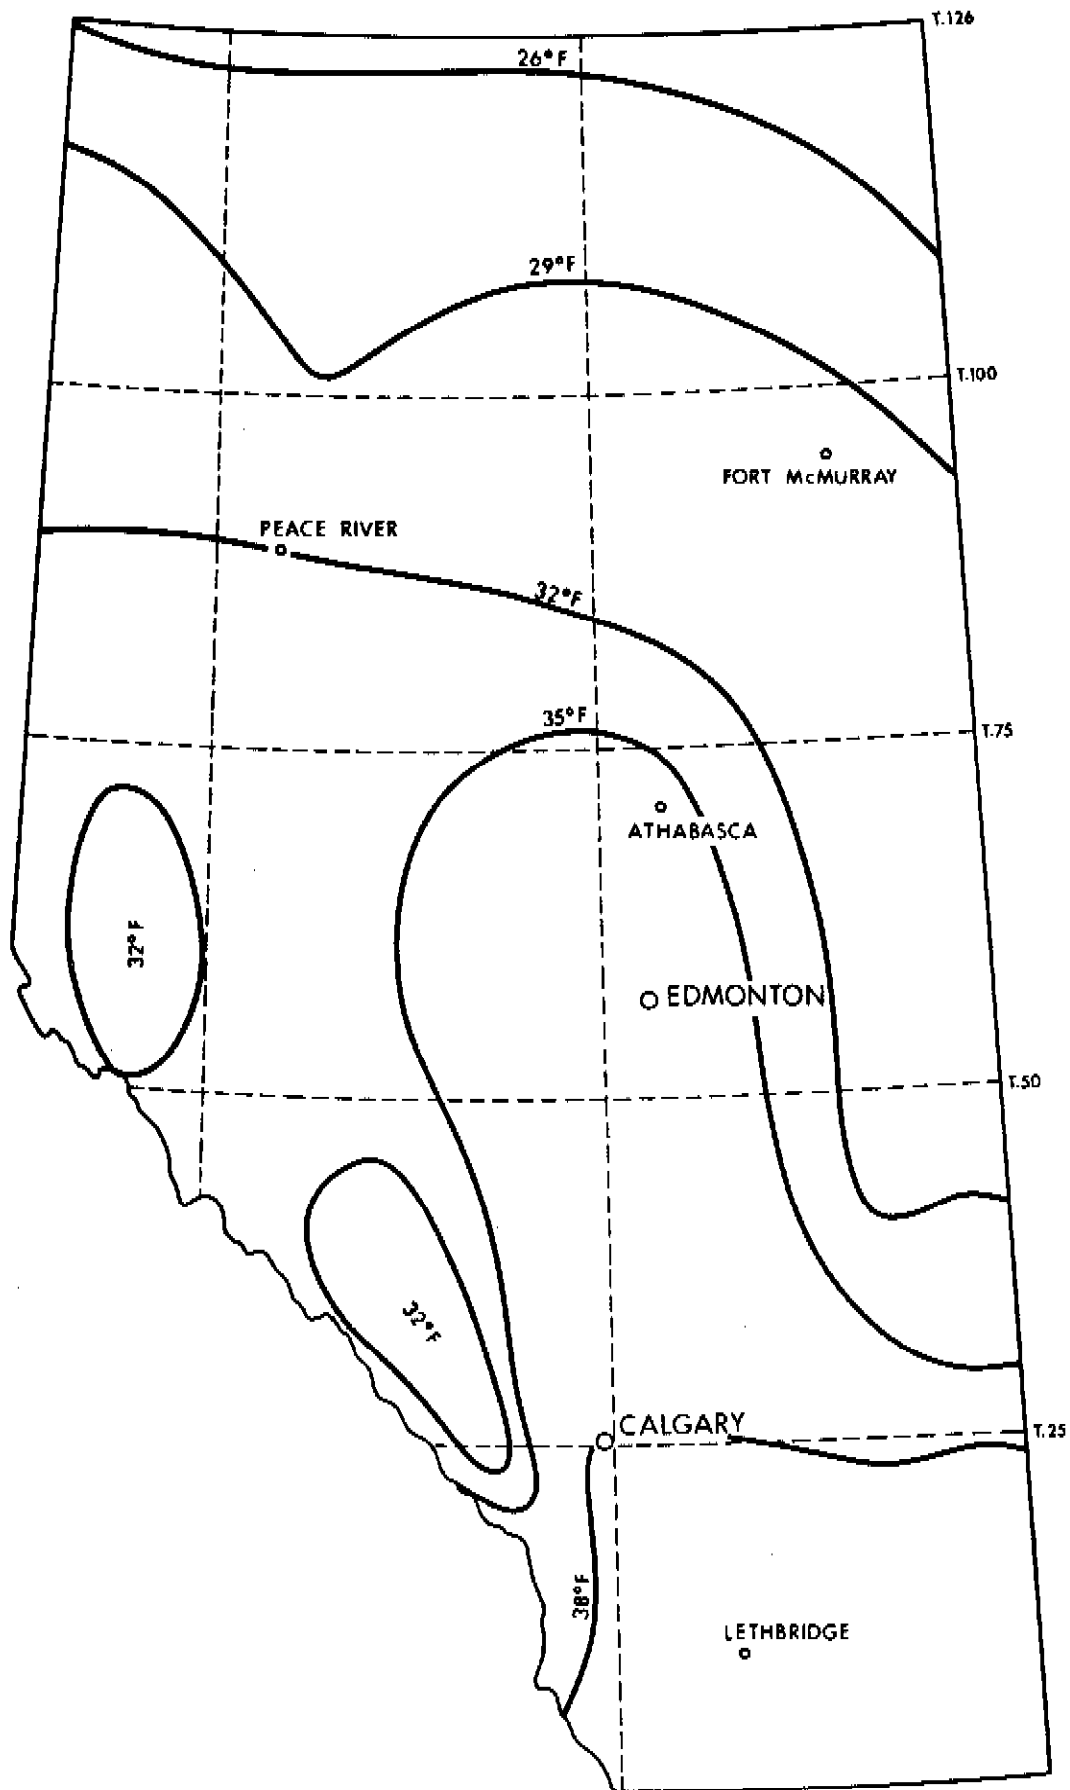 T.126
26°F
29°F
T.100
FORT McMURRAY
PEACE RIVER
32°F
35°F
T.75
ATHABASCA
32°F
EDMONTON
T.50
32°F
CALGARY
T.25
38°F
LETHBRIDGE